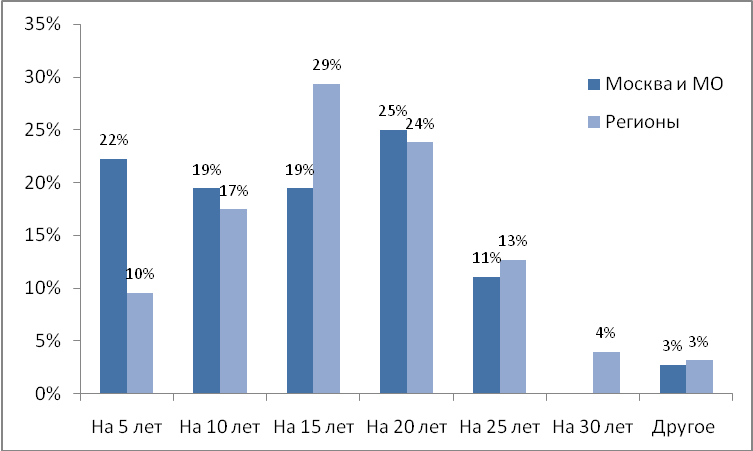 35%
30%
25%
20%
15%
10%
5%
0%
22%
10%
19%
17%
19%
29%
25%
24%
11%
13%
4%
3%
3%
Москва и МО
Регионы
На 5 лет
На 10 лет
На 15 лет
На 20 лет
На 25 лет
На 30 лет
Другое